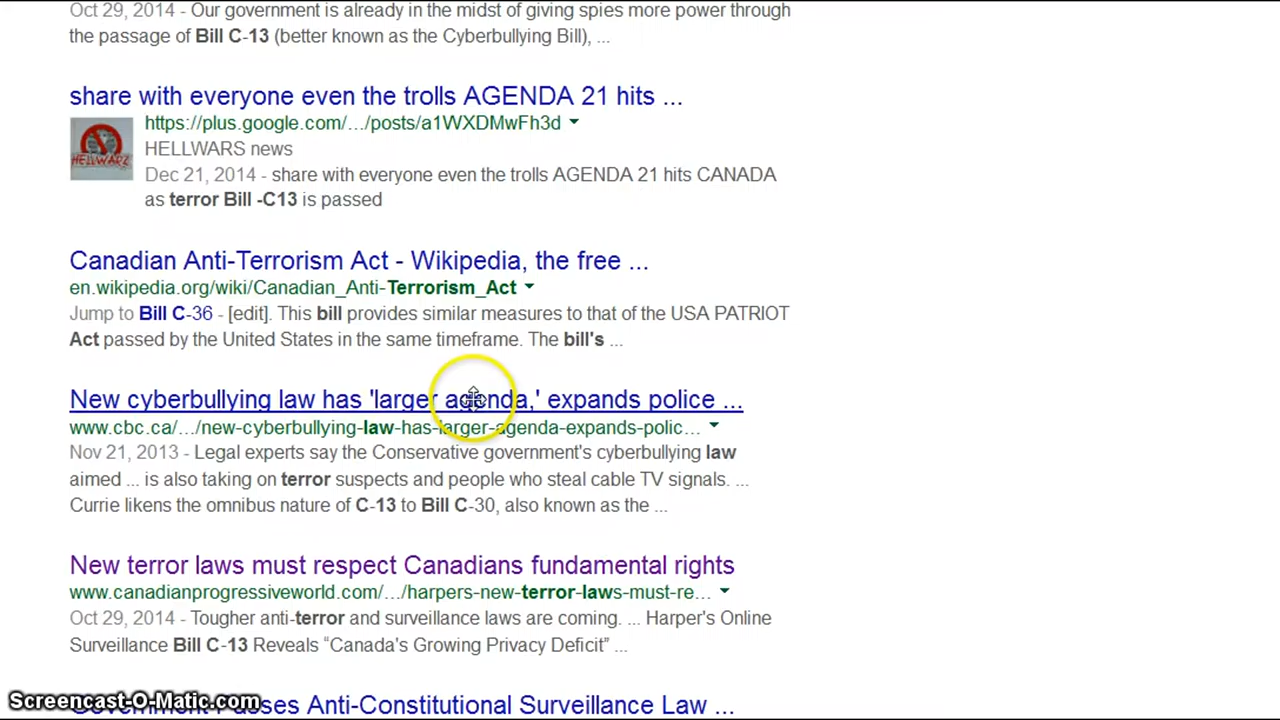 Oct 29, 2014 - Our government is already in the midst of giving spies more power through
the passage of Bill C-13 (better known as the Cyberbullying Bill), ...
share with everyone even the trolls AGENDA 21 hits ...
https://plus.google.com/.../posts/a1WXDMwFh3d
HELLWARZ
HELLWARS news
Dec 21, 2014 - share with everyone even the trolls AGENDA 21 hits CANADA
as terror Bill -C13 is passed
Canadian Anti-Terrorism Act - Wikipedia, the free ...
en.wikipedia.org/wiki/Canadian_Anti-Terrorism_Act
Jump to Bill C-36 - [edit]. This bill provides similar measures to that of the USA PATRIOT
Act passed by the United States in the same timeframe. The bill's ...
New cyberbullying law has 'larger agenda,' expands police ...
www.cbc.ca/.../new-cyberbullying-law-has-larger-agenda-expands-polic...
Nov 21, 2013 - Legal experts say the Conservative government's cyberbullying law
aimed ... is also taking on terror suspects and people who steal cable TV signals. ...
Currie likens the omnibus nature of C-13 to Bill C-30, also known as the ...
New terror laws must respect Canadians fundamental rights
www.canadianprogressiveworld.com/.../harpers-new-terror-laws-must-re...
Oct 29, 2014 - Tougher anti-terror and surveillance laws are coming. ... Harper's Online
Surveillance Bill C-13 Reveals “Canada's Growing Privacy Deficit” ...
Government Passes Anti-Constitutional Surveillance Law ...
Screencast-O-Matic.com